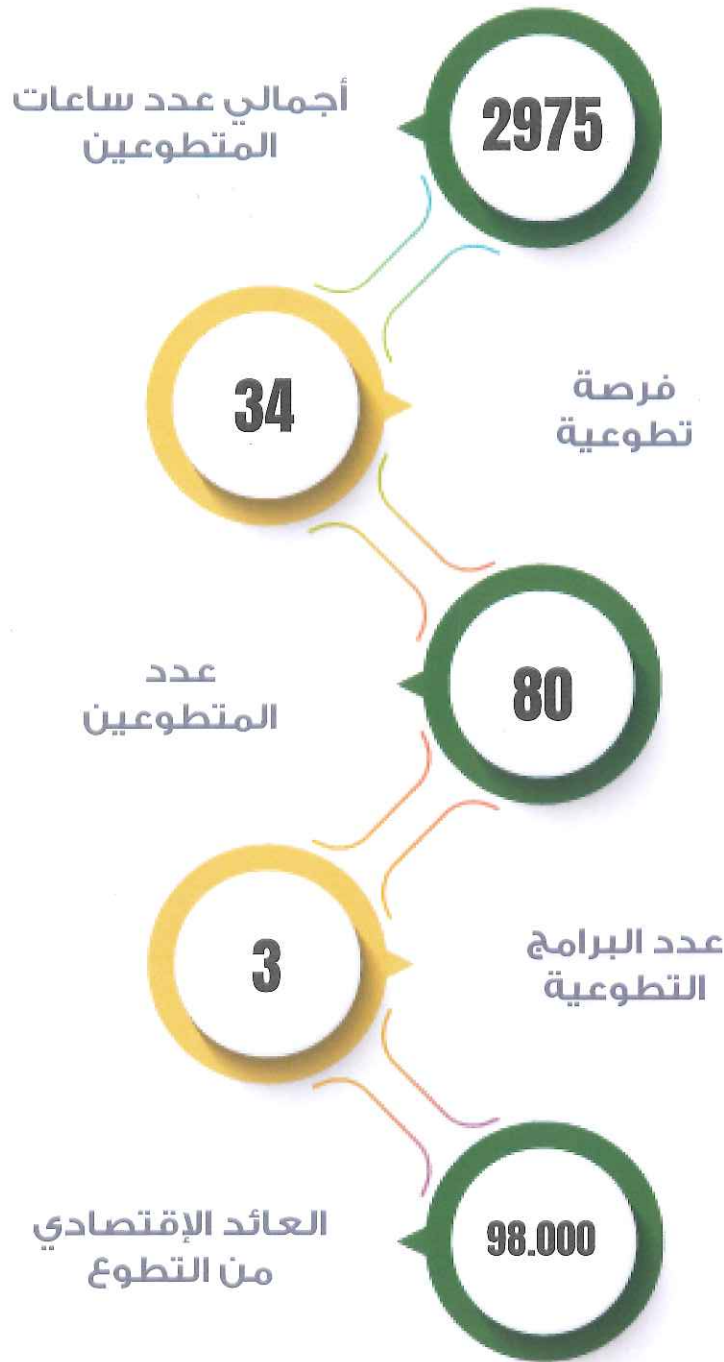 أجمالي عدد ساعات
المتطوعين
2975
34
فرصة
تطوعية
عدد
المتطوعين
80
3
عدد البرامج
التطوعية
العائد الإقتصادي
من التطوع
98.000